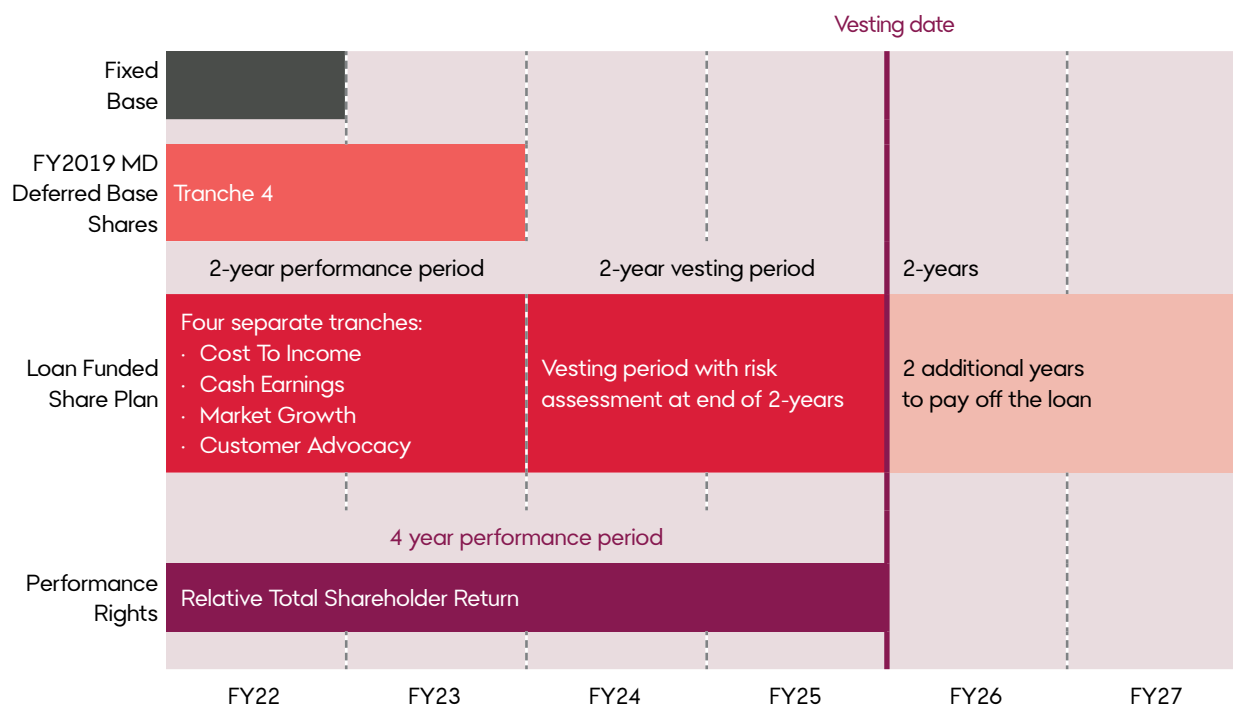 Vesting date
Fixed
Base
FY2019 MD
Deferred Base
Shares
Tranche 4
2-year performance period
2-year vesting period
2-years
Loan Funded
Share Plan
Four separate tranches:
· Cost To Income
· Cash Earnings
· Market Growth
· Customer Advocacy
Vesting period with risk
assessment at end of 2-years
2 additional years
to pay off the loan
4 year performance period
Performance
Rights
Relative Total Shareholder Return
FY22
FY23
FY24
FY25
FY26
FY27